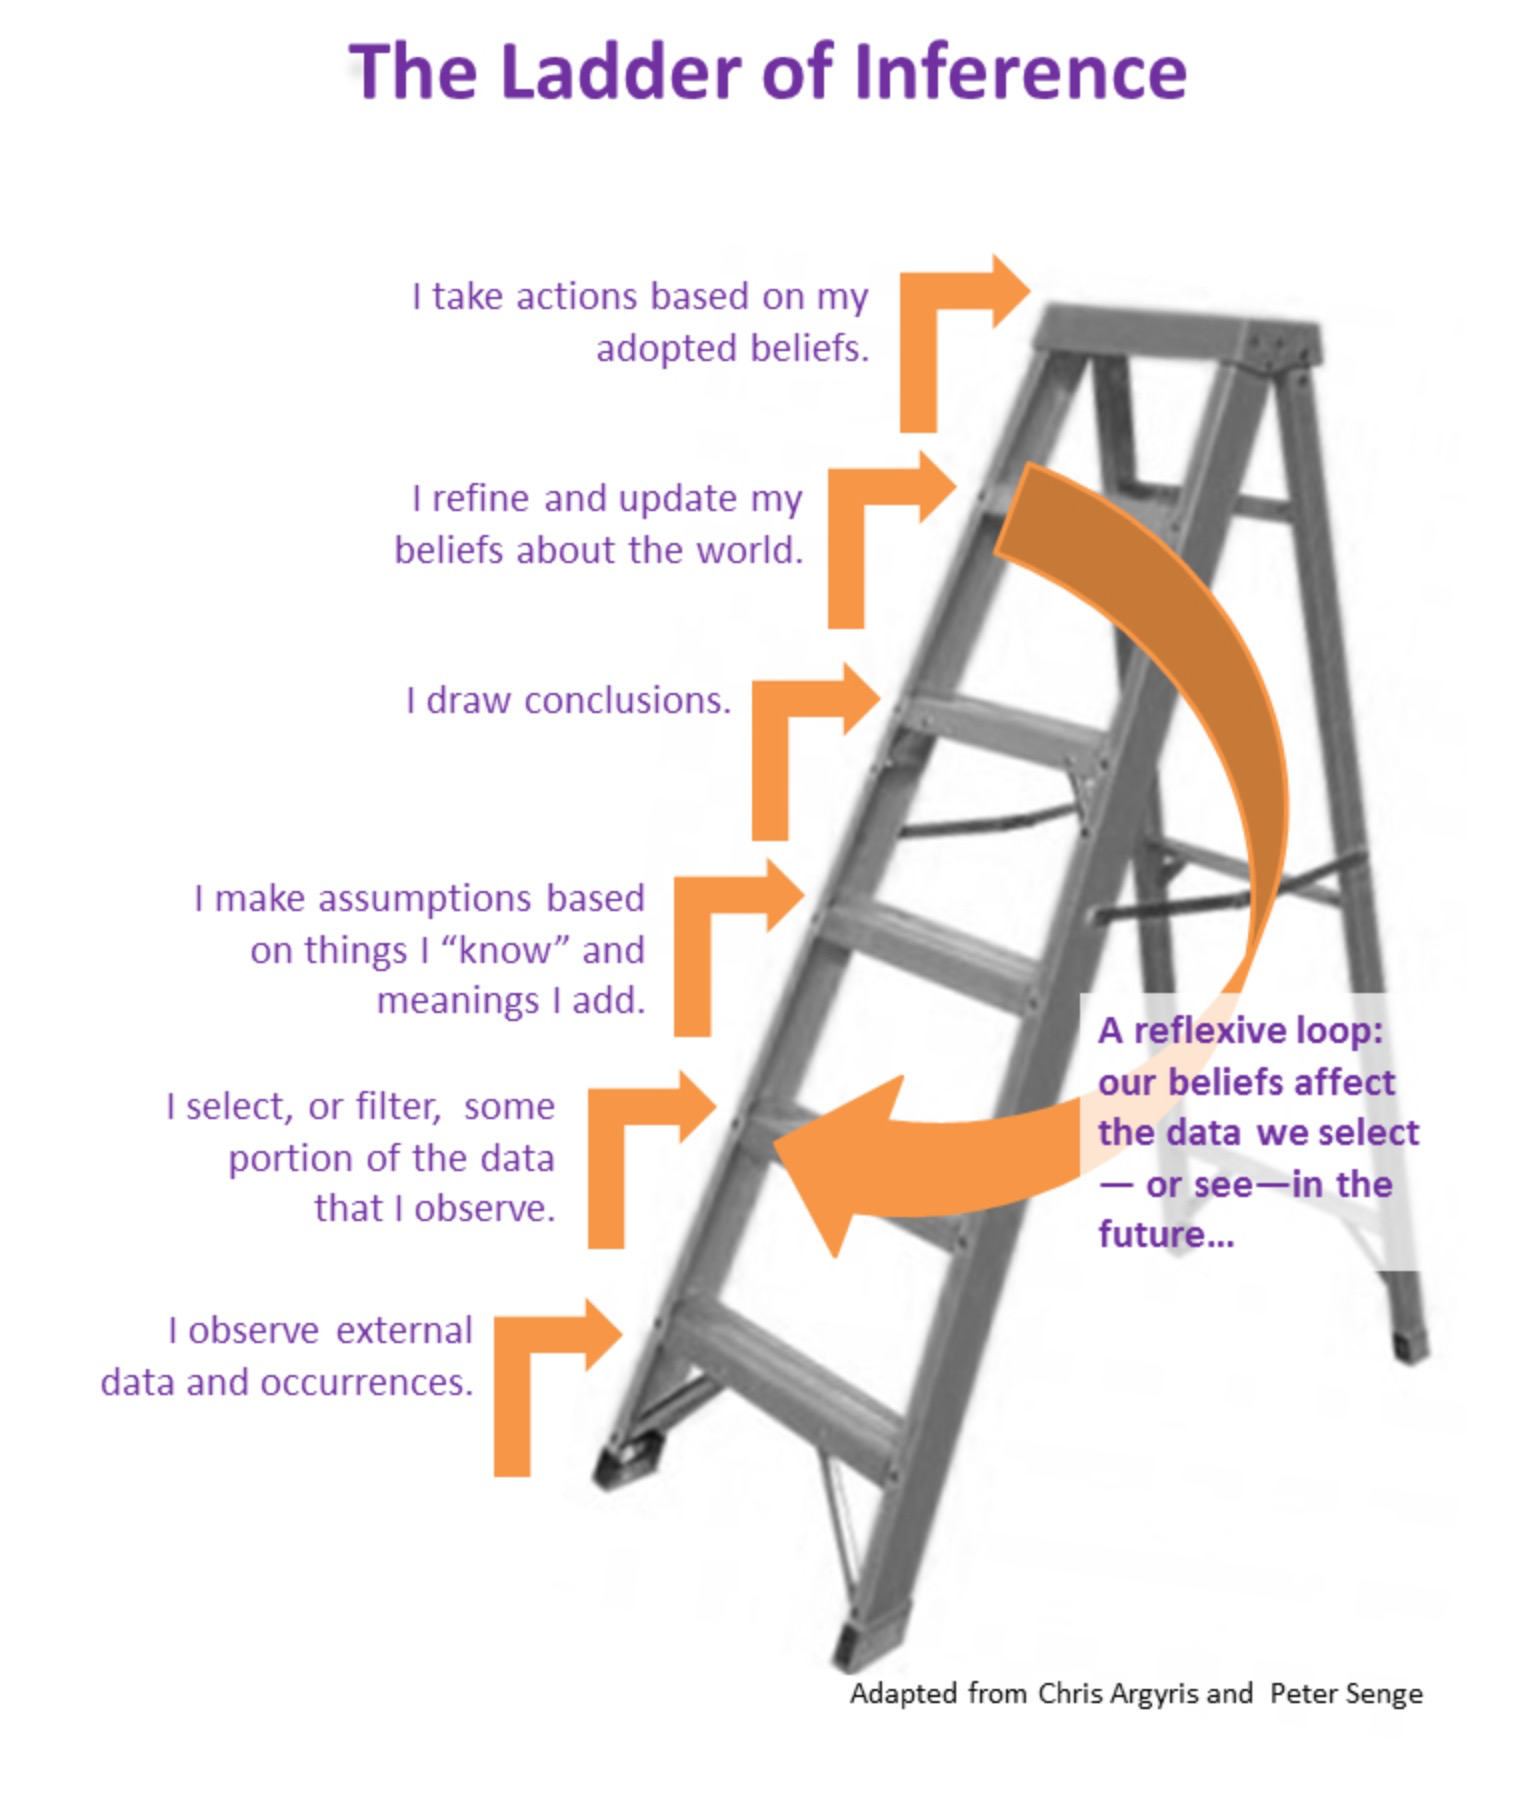 The Ladder of Inference
I take actions based on my
adopted beliefs.
I refine and update my
beliefs about the world.
I draw conclusions.
I make assumptions based
on things I “know” and
meanings I add.
I select, or filter, some
portion of the data
that I observe.
A reflexive loop:
our beliefs affect
the data we select
— or see—in the
future…
I observe external
data and occurrences.
Adapted from Chris Argyris and Peter Senge